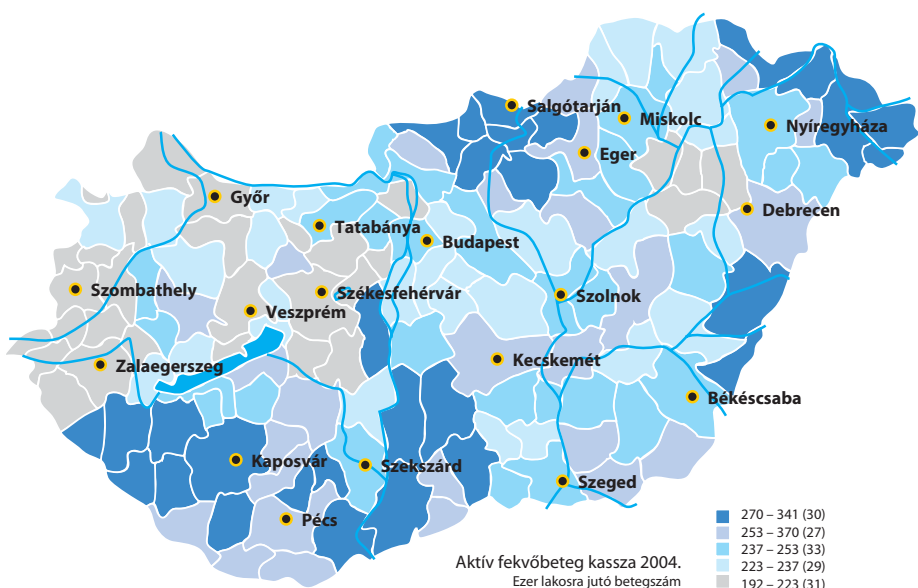 Salgótarján
Miskolc
Nyíregyháza
Eger
Győr
Debrecen
Tatabánya
Budapest
Szombathely
Székesfehérvár
Szolnok
Veszprém
Zalaegerszeg
Kecskemét
Békéscsaba
Kaposvár
Szekszárd
Szeged
Pécs
Aktív fekvőbeteg kassza 2004.
Ezer lakosra jutó betegszám
270 – 341 (30)
253 – 370 (27)
237 – 253 (33)
223 – 237 (29)
192 – 223 (31)